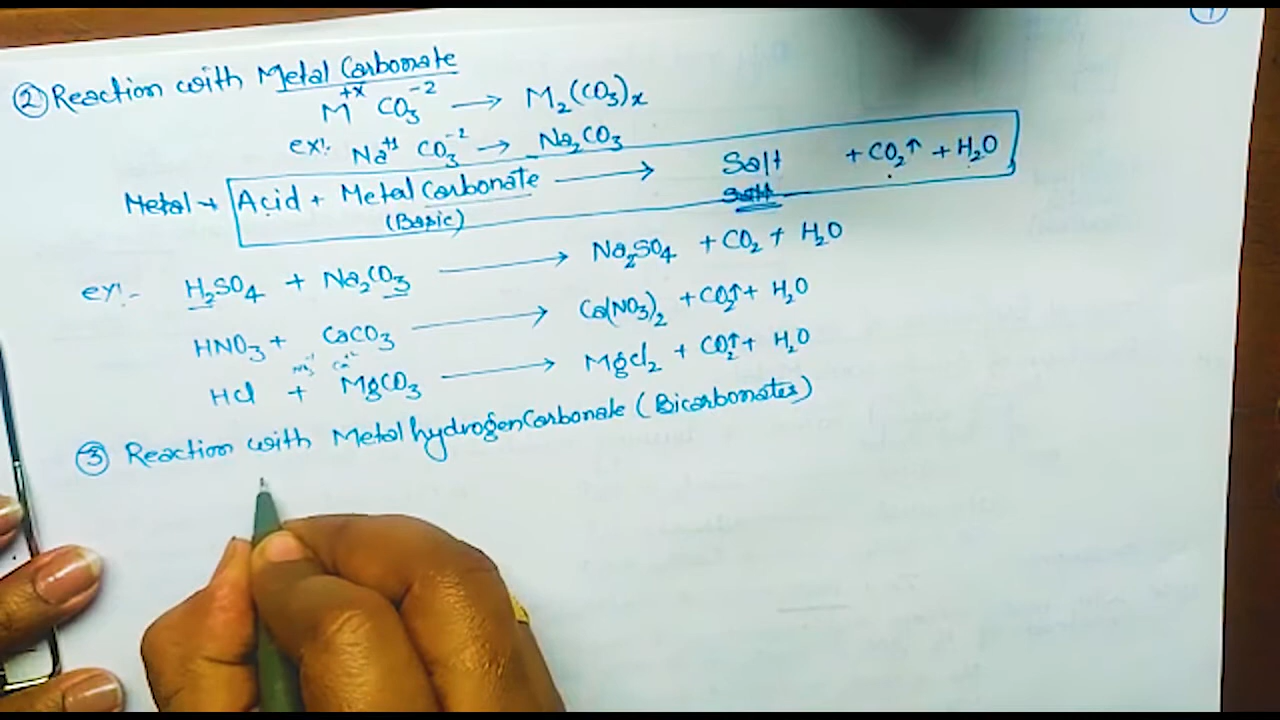 ② Reaction with Metal Carbonate
M⁺ˣ CO₃⁻² → M₂(CO₃)ₓ
ex:- Na⁺¹ CO₃⁻² → Na₂CO₃
Metal + Acid + Metal Carbonate → Salt + CO₂↑ + H₂O
(Basic)
ex:- H₂SO₄ + Na₂CO₃ → Na₂SO₄ + CO₂ + H₂O
HNO₃ + CaCO₃ → Ca(NO₃)₂ + CO₂↑ + H₂O
HCl + MgCO₃ → MgCl₂ + CO₂↑ + H₂O
③ Reaction with Metal hydrogen Carbonate (Bicarbonates)